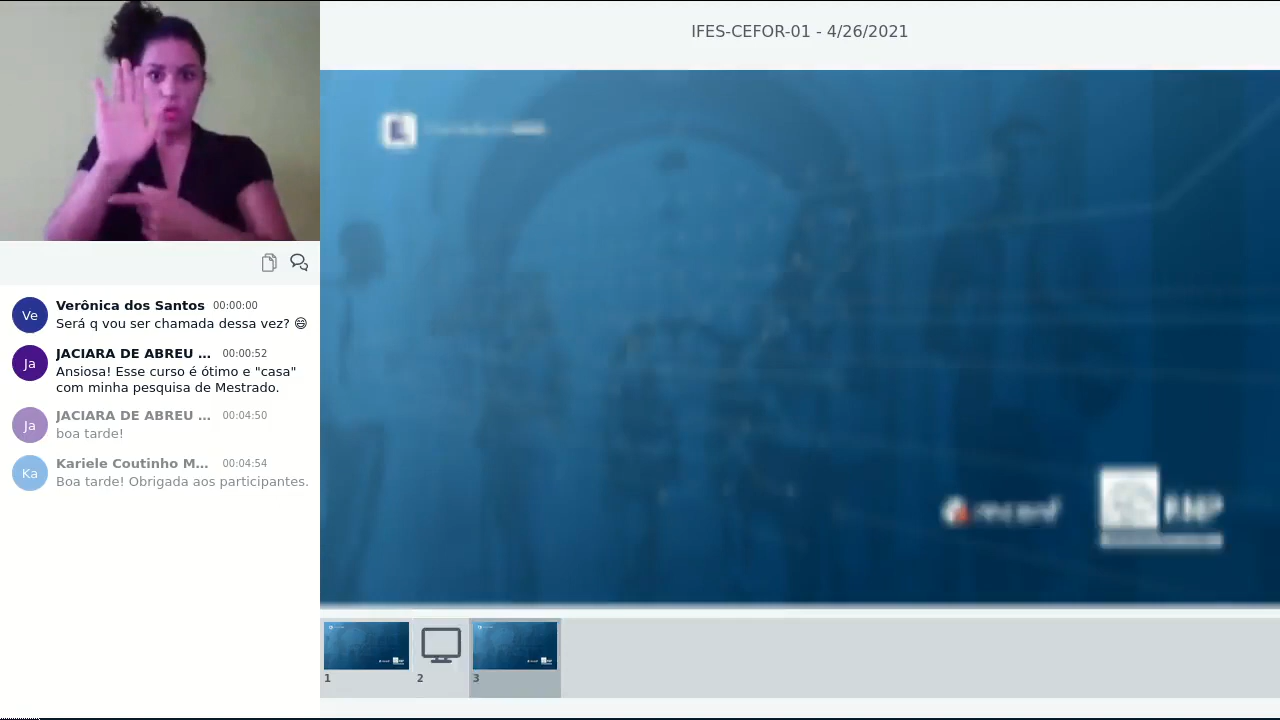 IFES-CEFOR-01 - 4/26/2021
Ve
Verônica dos Santos 00:00:00
Será q vou ser chamada dessa vez? 😄
Ja
JACIARA DE ABREU ... 00:00:52
Ansiosa! Esse curso é ótimo e "casa"
com minha pesquisa de Mestrado.
Ja
JACIARA DE ABREU ... 00:04:50
boa tarde!
Ka
Kariele Coutinho M... 00:04:54
Boa tarde! Obrigada aos participantes.
1
2
3